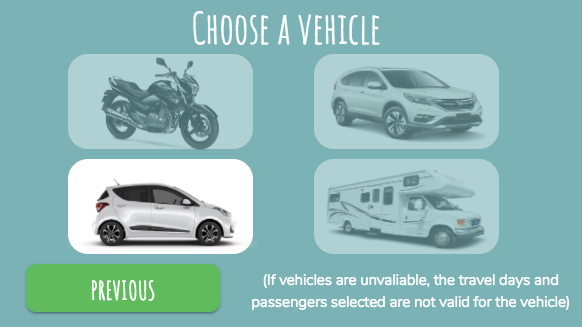 Choose a vehicle
Previous
(If vehicles are unvaliable, the travel days and
passengers selected are not valid for the vehicle)